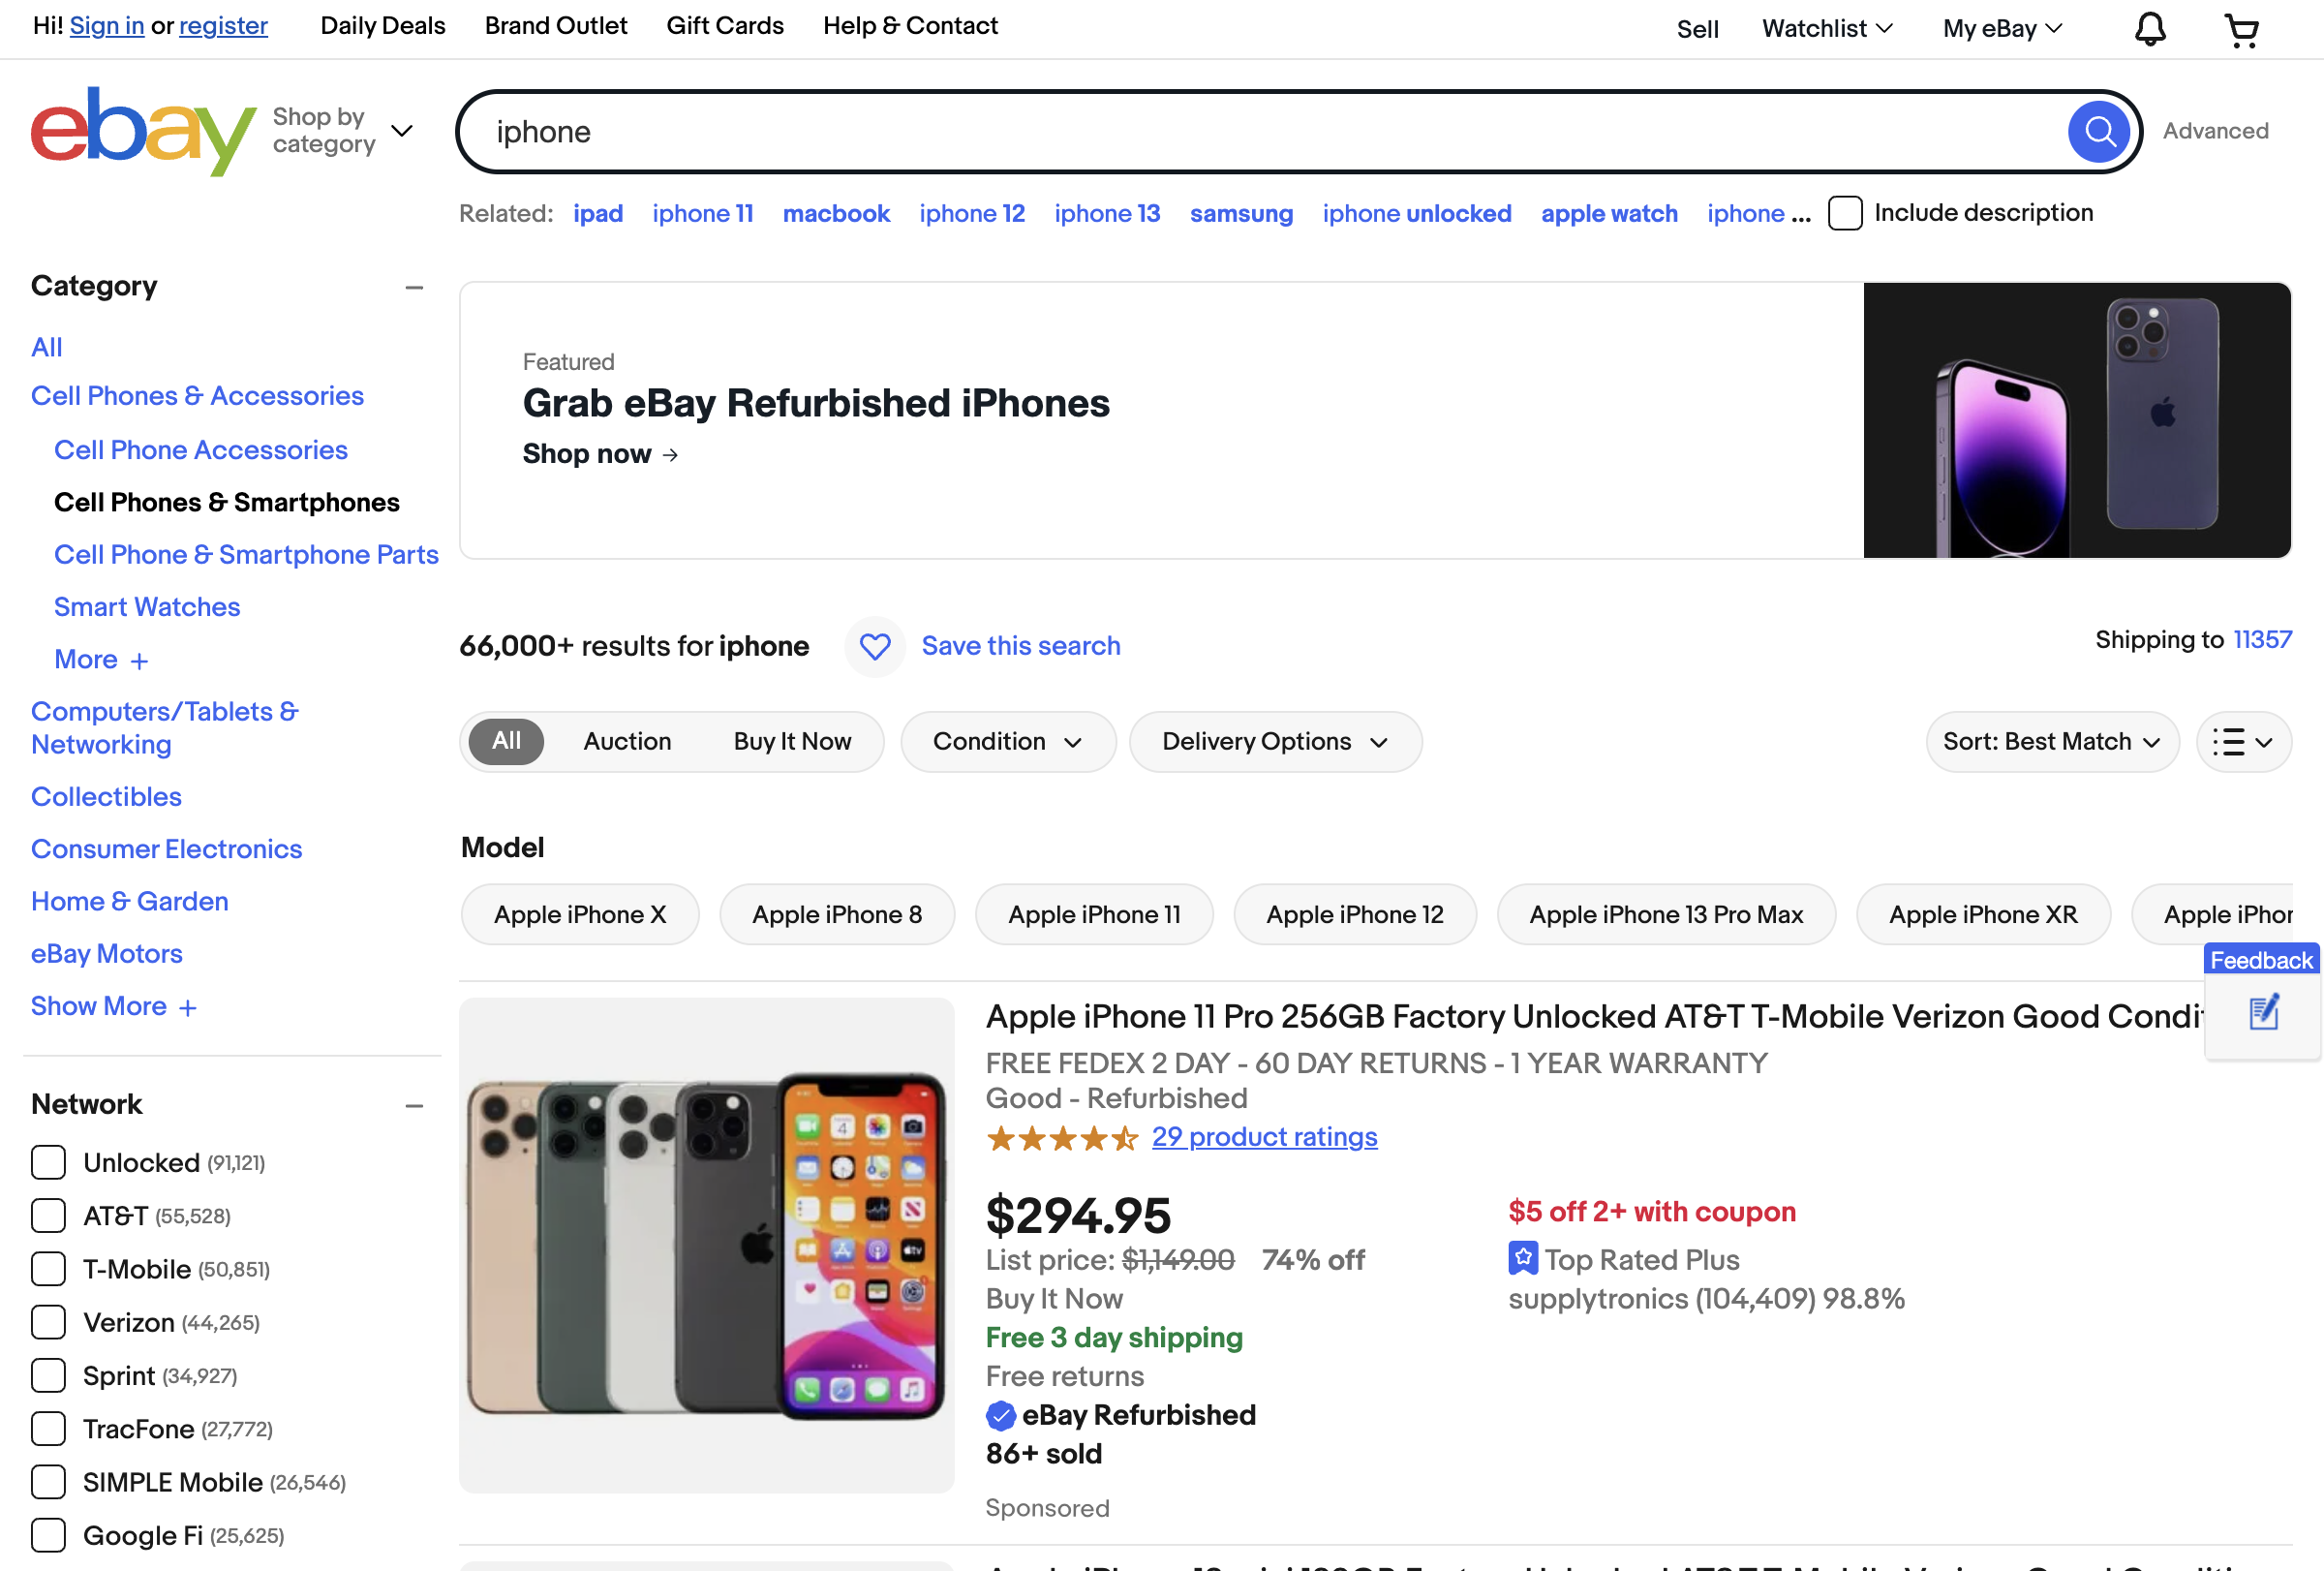 Hi! Sign in or register
Daily Deals
Brand Outlet
Gift Cards
Help & Contact
Sell
Watchlist
My eBay
ebay
Shop by
category
iphone
Advanced
Related:
ipad
iphone 11
macbook
iphone 12
iphone 13
samsung
iphone unlocked
apple watch
iphone ...
Include description
Category
All
Cell Phones & Accessories
Cell Phone Accessories
Cell Phones & Smartphones
Cell Phone & Smartphone Parts
Smart Watches
More +
Computers/Tablets &
Networking
Collectibles
Consumer Electronics
Home & Garden
eBay Motors
Show More +
Network
Unlocked (91,121)
AT&T (55,528)
T-Mobile (50,851)
Verizon (44,265)
Sprint (34,927)
TracFone (27,772)
SIMPLE Mobile (26,546)
Google Fi (25,625)
Featured
Grab eBay Refurbished iPhones
Shop now →
66,000+ results for iphone
Save this search
Shipping to 11357
All
Auction
Buy It Now
Condition
Delivery Options
Sort: Best Match
Model
Apple iPhone X
Apple iPhone 8
Apple iPhone 11
Apple iPhone 12
Apple iPhone 13 Pro Max
Apple iPhone XR
Apple iPhon
Feedback
Apple iPhone 11 Pro 256GB Factory Unlocked AT&T T-Mobile Verizon Good Condit
FREE FEDEX 2 DAY - 60 DAY RETURNS - 1 YEAR WARRANTY
Good - Refurbished
29 product ratings
$294.95
List price: $1,149.00 74% off
Buy It Now
Free 3 day shipping
Free returns
eBay Refurbished
86+ sold
Sponsored
$5 off 2+ with coupon
Top Rated Plus
supplytronics (104,409) 98.8%